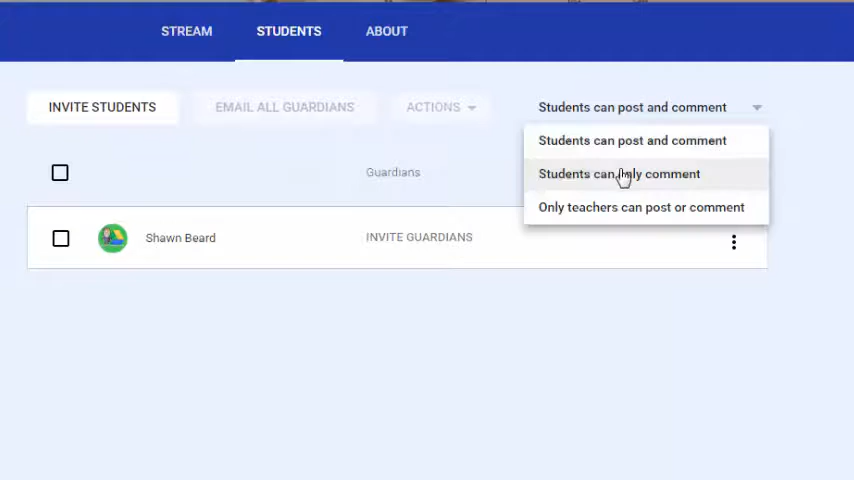 STREAM STUDENTS ABOUT
INVITE STUDENTS EMAIL ALL GUARDIANS ACTIONS Students can post and comment
Students can post and comment
Guardians Students can only comment
Only teachers can post or comment
Shawn Beard INVITE GUARDIANS